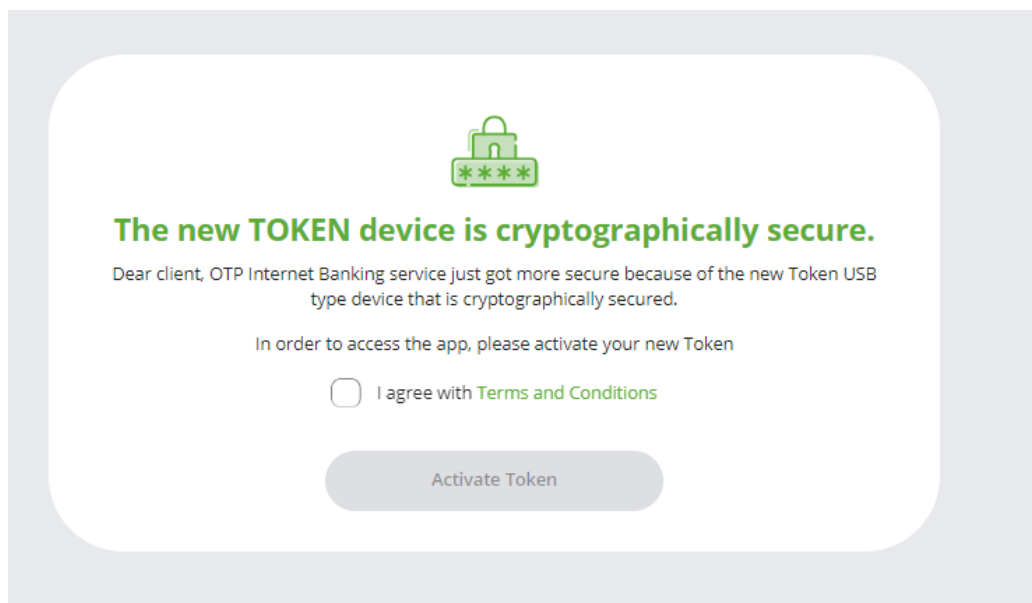 ****
The new TOKEN device is cryptographically secure.
Dear client, OTP Internet Banking service just got more secure because of the new Token USB
type device that is cryptographically secured.
In order to access the app, please activate your new Token
I agree with Terms and Conditions
Activate Token